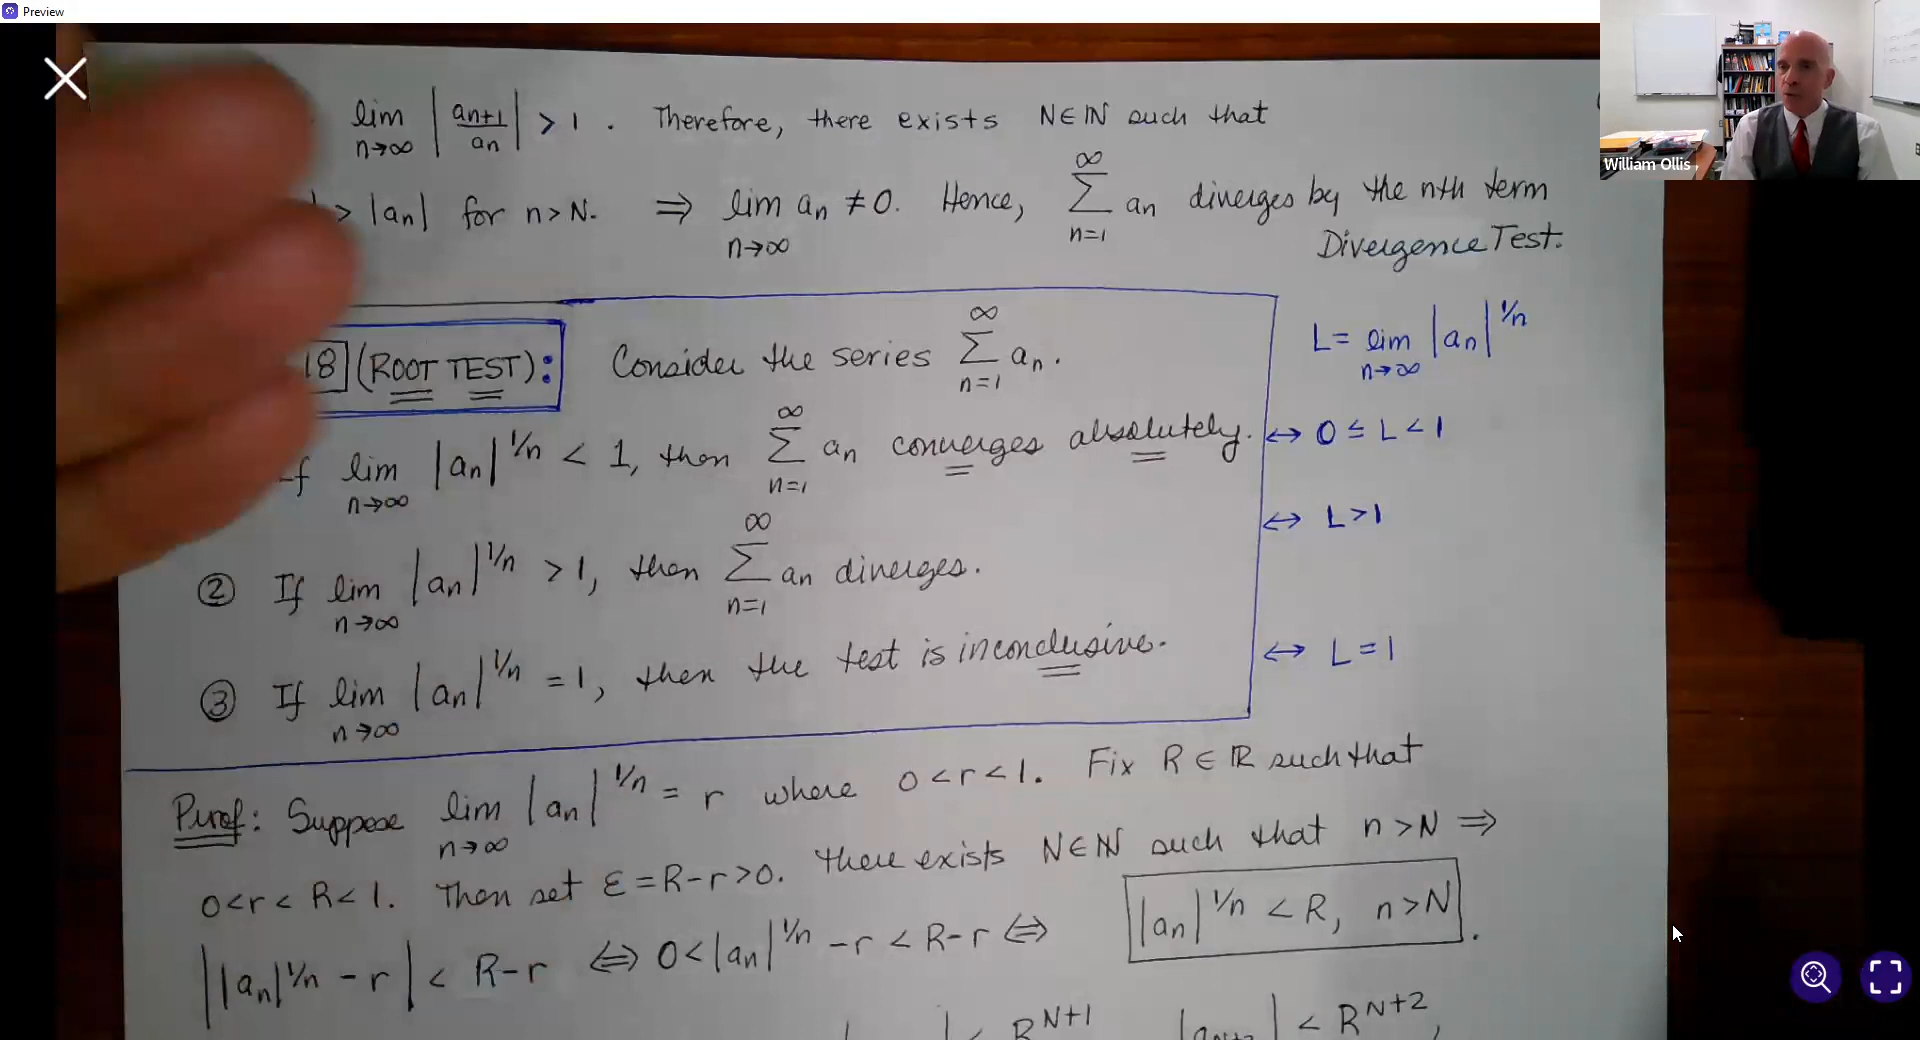 Preview
William Ollis
lim n→∞ |an+1/an| > 1. Therefore, there exists N∈ℕ such that
> |an| for n>N. ⇒ lim n→∞ an ≠ 0. Hence, ∞ Σ n=1 an diverges by the nth term
Divergence Test.
18 (ROOT TEST): Consider the series ∞ Σ n=1 an.
L = lim n→∞ |an|^1/n
lim n→∞ |an|^1/n < 1, then ∞ Σ n=1 an converges absolutely. ↔ 0 ≤ L < 1
② If lim n→∞ |an|^1/n > 1, then ∞ Σ n=1 an diverges. ↔ L > 1
③ If lim n→∞ |an|^1/n = 1, then the test is inconclusive. ↔ L = 1
Proof: Suppose lim n→∞ |an|^1/n = r where 0 < r < 1. Fix R ∈ ℝ such that
0 < r < R < 1. Then set ε = R-r > 0. There exists N∈ℕ such that n > N ⇒
||an|^1/n - r| < R-r ⇔ 0 < |an|^1/n - r < R-r ⇔ |an|^1/n < R, n > N.
< R^N+1 < R^N+2,